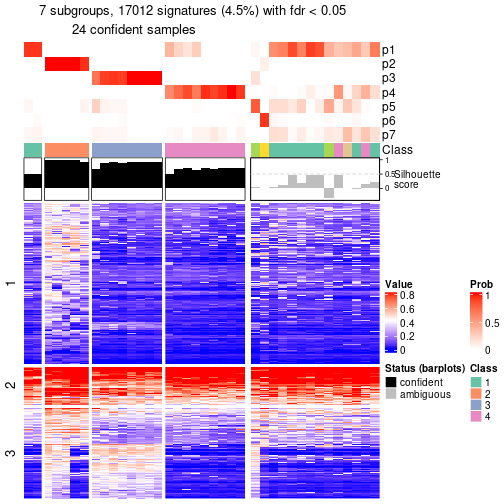 7 subgroups, 17012 signatures (4.5%) with fdr < 0.05
24 confident samples
p1
p2
p3
p4
p5
p6
p7
Class
1
0.5
0
Silhouette
score
1
2
3
Value
0.8
0.6
0.4
0.2
0
Prob
1
0.5
0
Status (barplots)
confident
ambiguous
Class
1
2
3
4